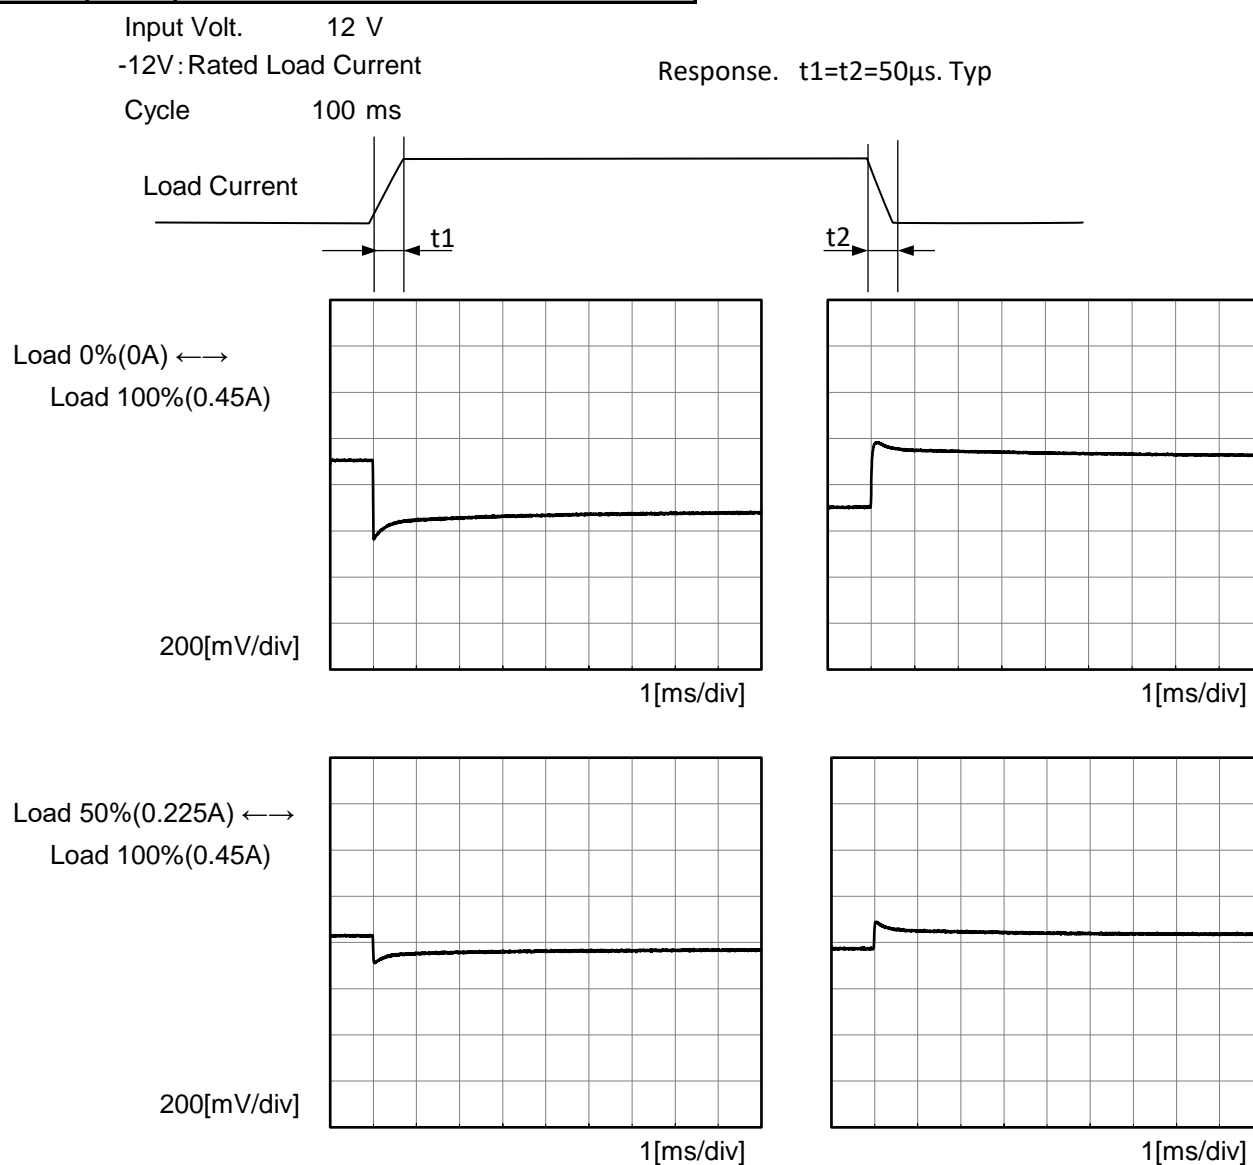 Input Volt. 12 V
-12V:Rated Load Current
Response. t1=t2=50µs. Typ
Cycle 100 ms
Load Current
t1
t2
Load 0%(0A) ←→
Load 100%(0.45A)
200[mV/div]
1[ms/div]
1[ms/div]
Load 50%(0.225A) ←→
Load 100%(0.45A)
200[mV/div]
1[ms/div]
1[ms/div]